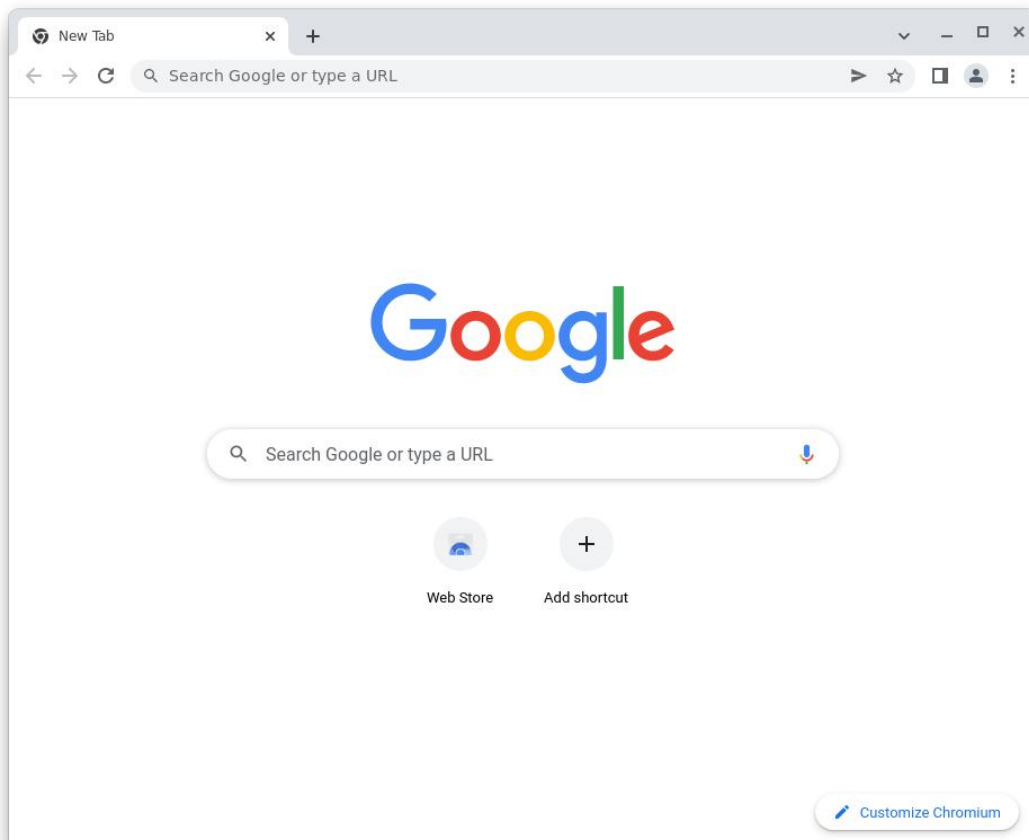 New Tab
Search Google or type a URL
Google
Search Google or type a URL
Web Store
Add shortcut
Customize Chromium